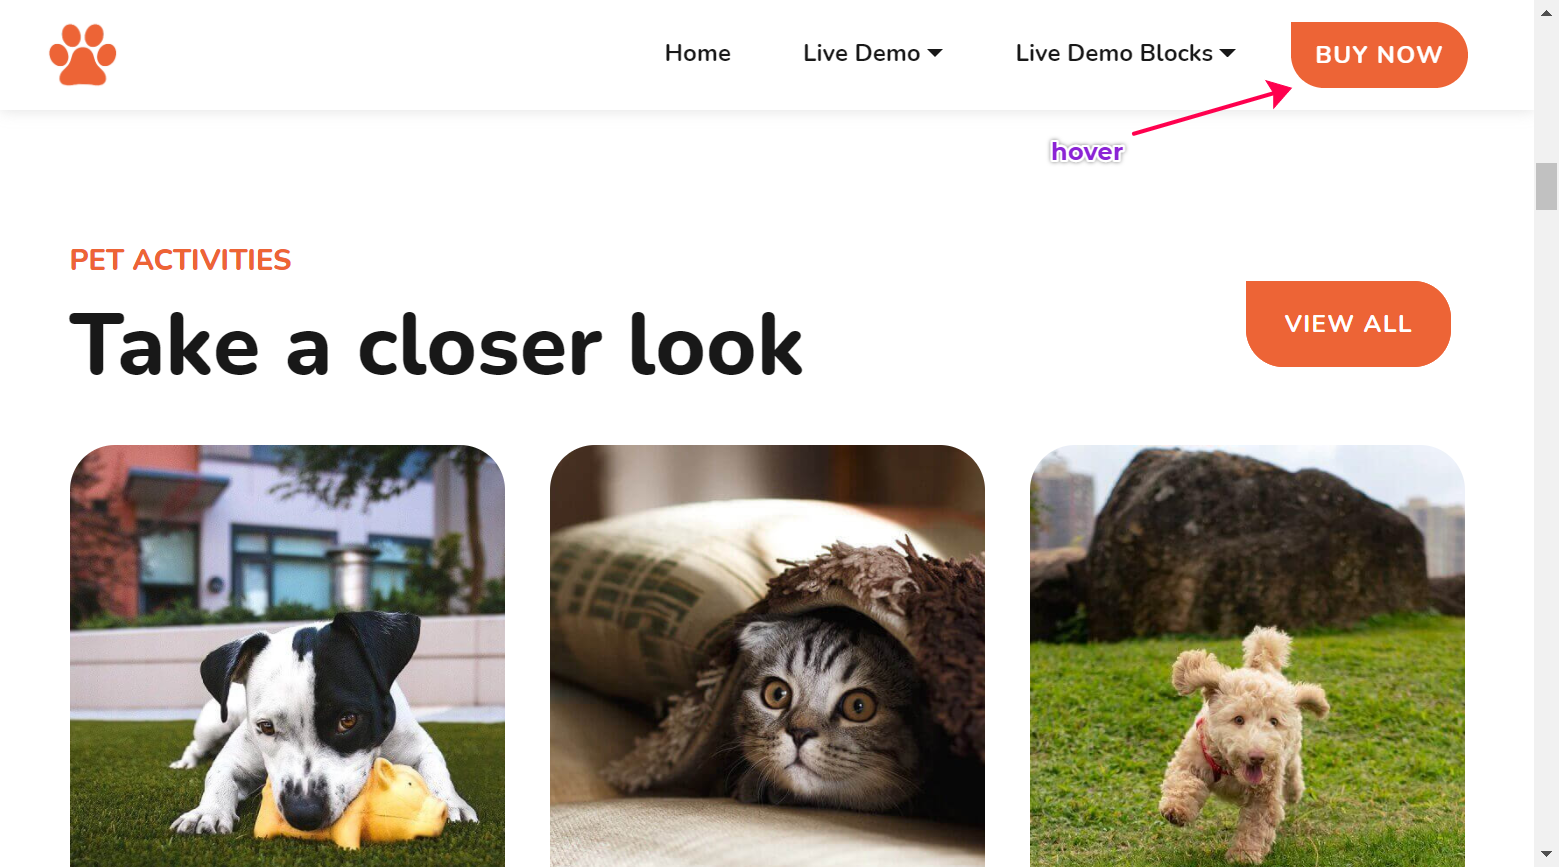 Home Live Demo Live Demo Blocks BUY NOW
hover
PET ACTIVITIES
Take a closer look
VIEW ALL